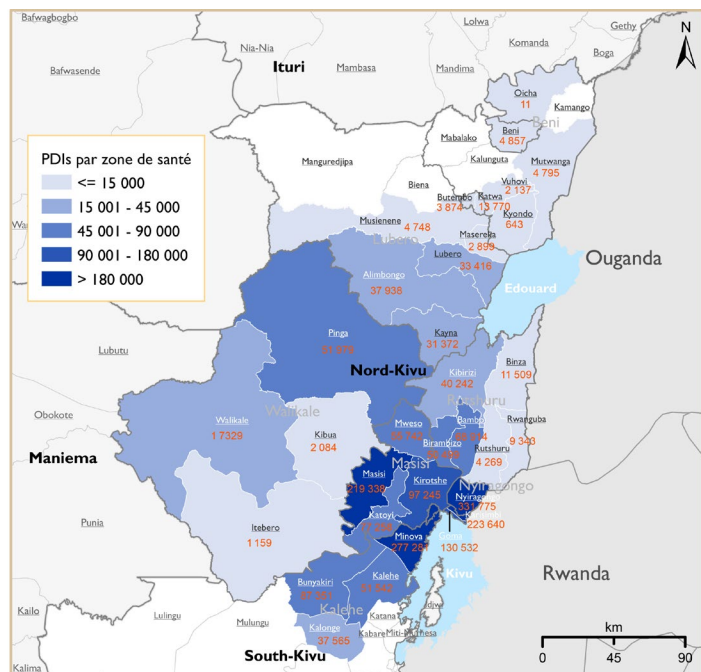 Bafwagbogbo
Lolwa
Gethy
Komanda
Nia-Nia
Boga
Ituri
Mambasa
Mandima
Bafwasende
N
Oicha
11
Kamango
Beni
Beni
4 857
Mabalako
Manguredjipa
Kalunguta
Mutwanga
4 795
PDIs par zone de santé
<= 15 000
15 001 - 45 000
45 001 - 90 000
90 001 - 180 000
> 180 000
Biena
Vuhovi
2 137
Butembo
3 874
Katwa
13 770
Kyondo
643
Musienene
4 748
Masereka
2 899
Lubero
Lubero
33 416
Alimbongo
37 938
Ouganda
Edouard
Kayna
31 372
Pinga
Lubutu
Nord-Kivu
Kibirizi
40 242
Binza
11 509
Rutshuru
Obokote
Walikale
Walikale
1 7329
Kibua
2 084
Mweso
Bambo
Birambizo
Rwanguba
9 343
Rutshuru
4 269
Maniema
Masisi
Masisi
219 338
Kirotshe
97 245
Nyiragongo
331 775
223 640
Katoyi
Punia
Itebero
1 159
Minova
277 281
Goma
130 532
Kivu
Bunyakiri
Kalehe
Kalehe
Rwanda
Kalonge
37 565
Katana
Idjwi
Kailo
Lulingu
Mulungu
Kabare
Miti-Murhesa
Kalima
South-Kivu
km
0 45 90